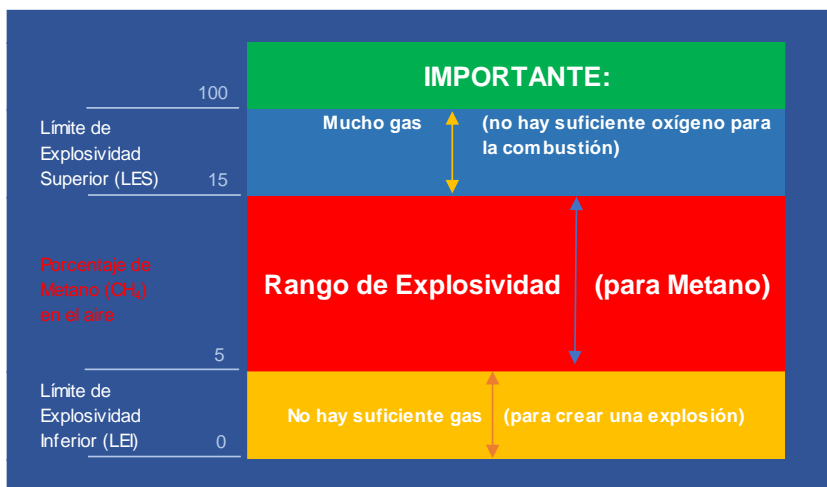 IMPORTANTE:
100
Mucho gas (no hay suficiente oxígeno para
la combustión)
Límite de
Explosividad
Superior (LES) 15
Porcentaje de
Metano (CH₄)
en el aire
Rango de Explosividad (para Metano)
5
Límite de
Explosividad
Inferior (LEI) 0
No hay suficiente gas (para crear una explosión)